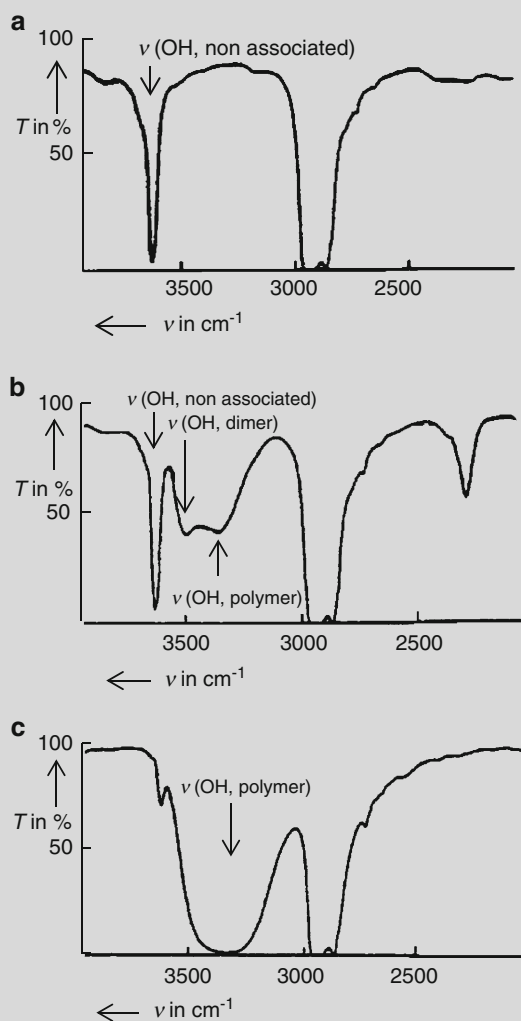 a
100
ν (OH, non associated)
T in %
50
3500 3000 2500
ν in cm-1
b
100
ν (OH, non associated)
ν (OH, dimer)
T in %
50
ν (OH, polymer)
3500 3000 2500
ν in cm-1
c
100
ν (OH, polymer)
T in %
50
3500 3000 2500
ν in cm-1